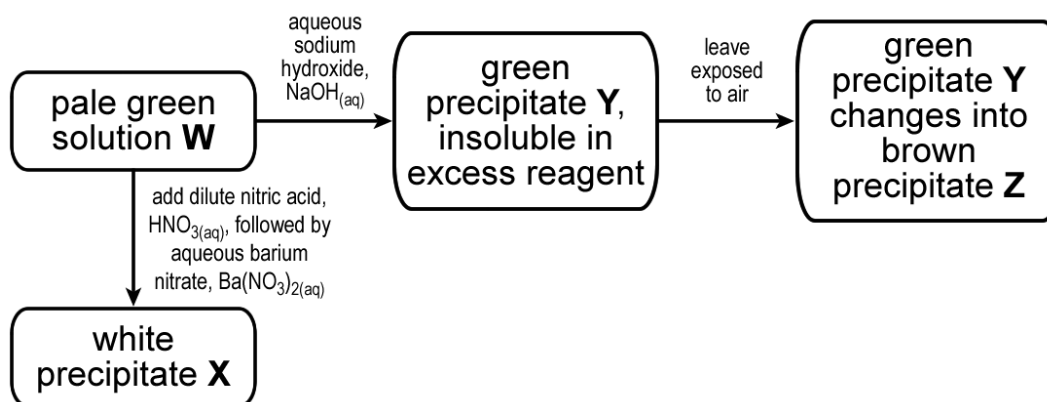 pale green
solution W
aqueous
sodium
hydroxide,
NaOH(aq)
green
precipitate Y,
insoluble in
excess reagent
leave
exposed
to air
green
precipitate Y
changes into
brown
precipitate Z
add dilute nitric acid,
HNO3(aq), followed by
aqueous barium
nitrate, Ba(NO3)2(aq)
white
precipitate X